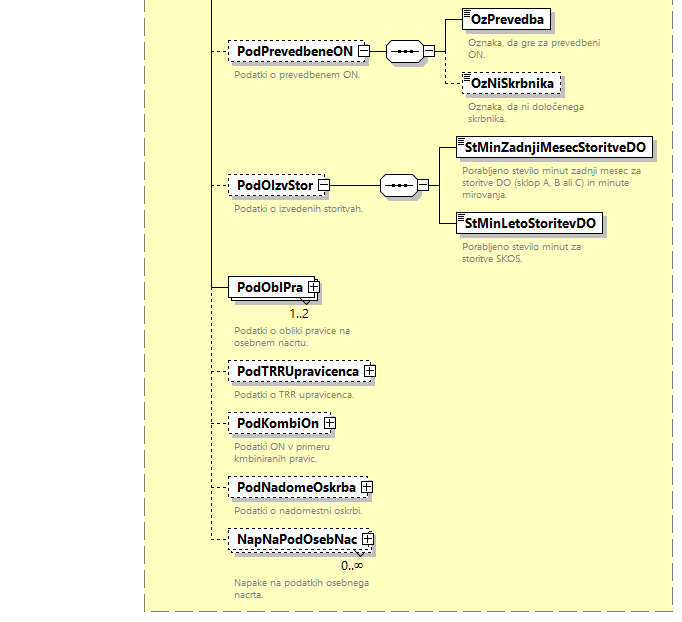 OzPrevedba
Oznaka, da gre za prevedbeni
ON.
PodPrevedbeneON
Podatki o prevedbenem ON.
OzNiSkrbnika
Oznaka, da ni določenega
skrbnika.
StMinZadnjiMesecStoritveDO
Porabljeno stevilo minut zadnji mesec za
storitve DO (sklop A, B ali C) in minute
mirovanja.
PodOIzvStor
Podatki o izvedenih storitvah.
StMinLetoStoritevDO
Porabljeno stevilo minut za
storitve SKOS.
PodOblPra
1..2
Podatki o obliki pravice na
osebnem nacrtu.
PodTRRUpravicenca
Podatki o TRR upravicenca.
PodKombiOn
Podatki ON v primeru
kmbiniranih pravic.
PodNadomeOskrba
Podatki o nadomestni oskrbi.
NapNaPodOsebNac
0..∞
Napake na podatkih osebnega
nacrta.